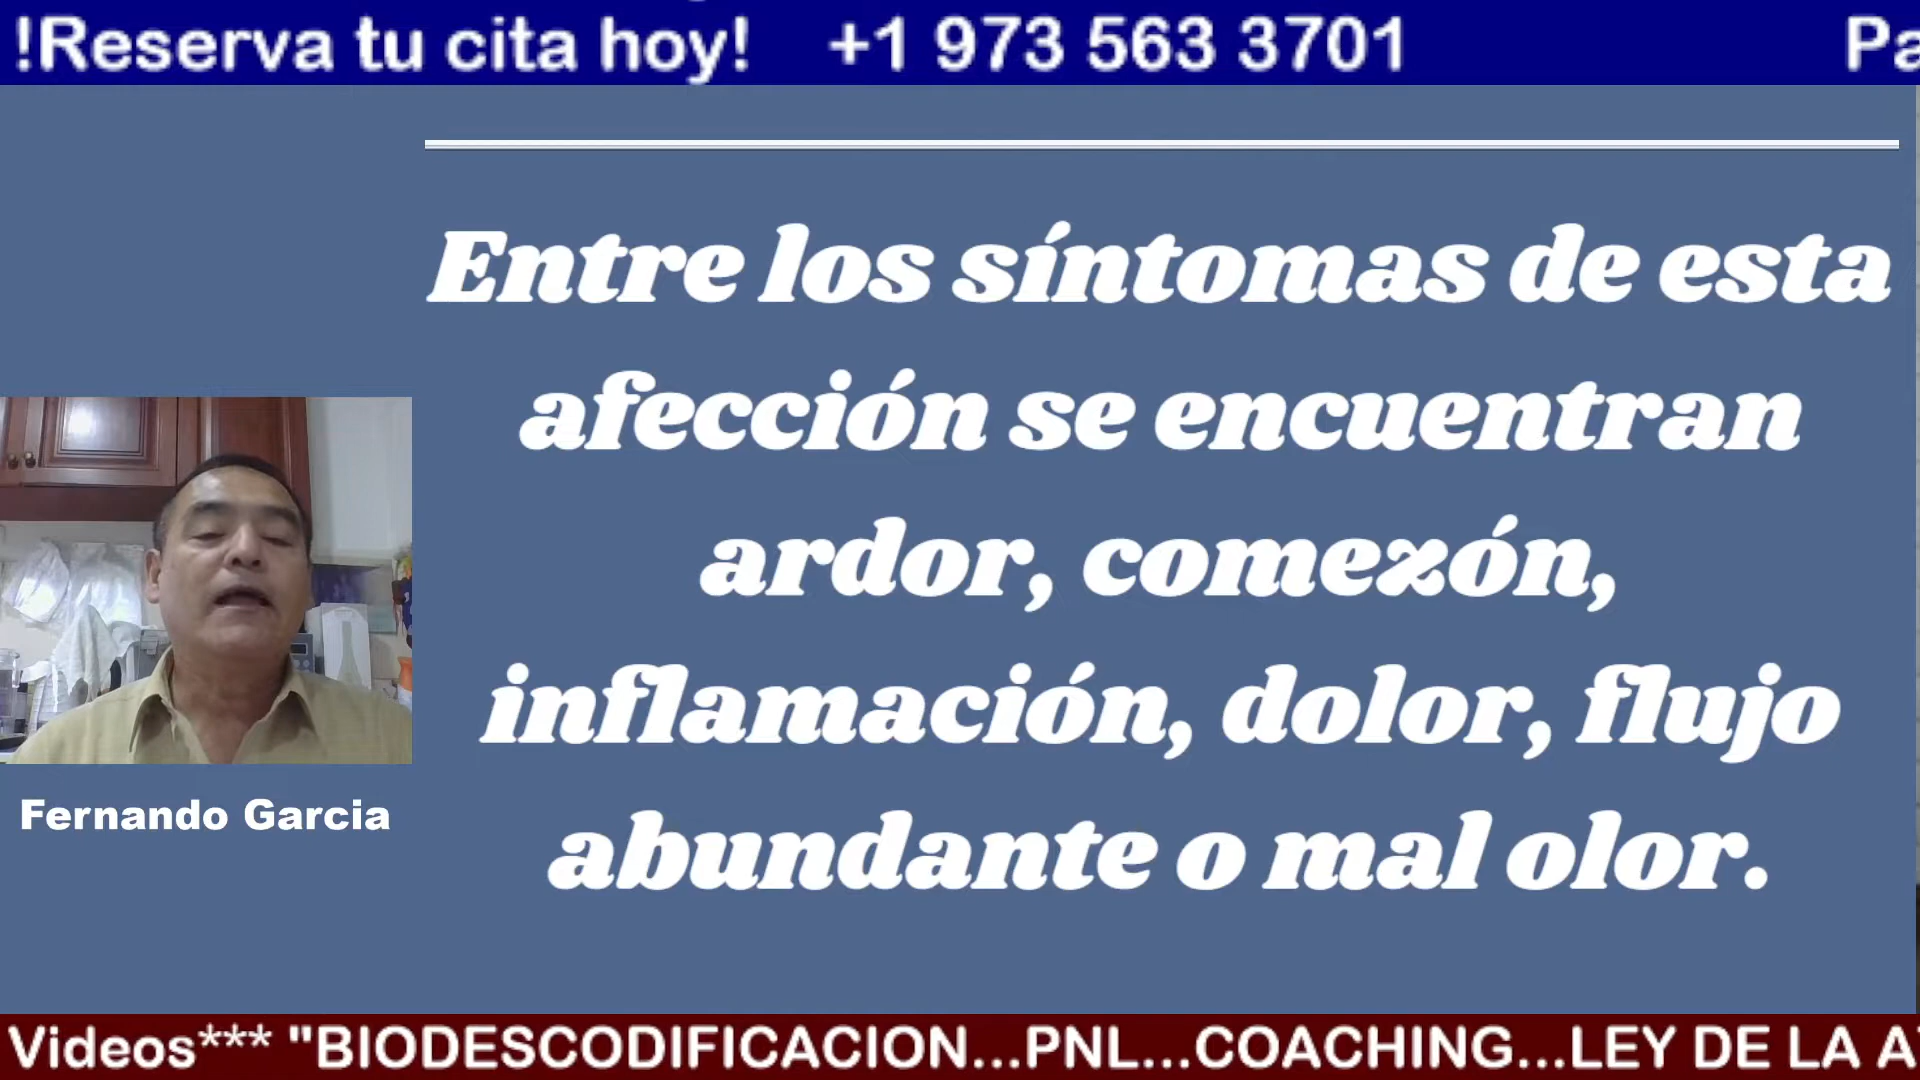 !Reserva tu cita hoy! +1 973 563 3701
Entre los síntomas de esta
afección se encuentran
ardor, comezón,
inflamación, dolor, flujo
abundante o mal olor.
Fernando Garcia
Videos*** "BIODESCODIFICACION...PNL...COACHING...LEY DE LA